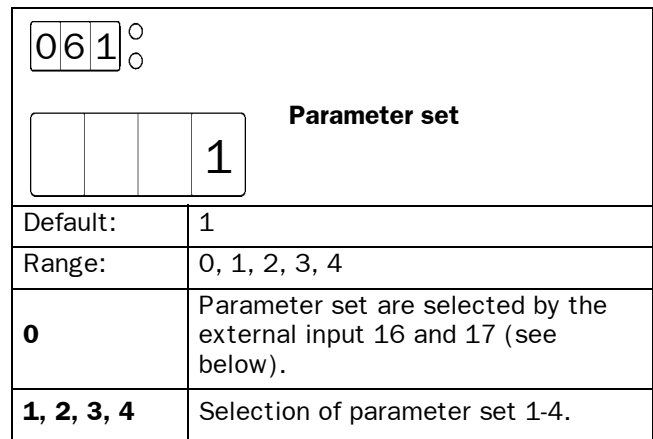 061
Parameter set
1
Default: 1
Range: 0, 1, 2, 3, 4
0 Parameter set are selected by the
external input 16 and 17 (see
below).
1, 2, 3, 4 Selection of parameter set 1-4.